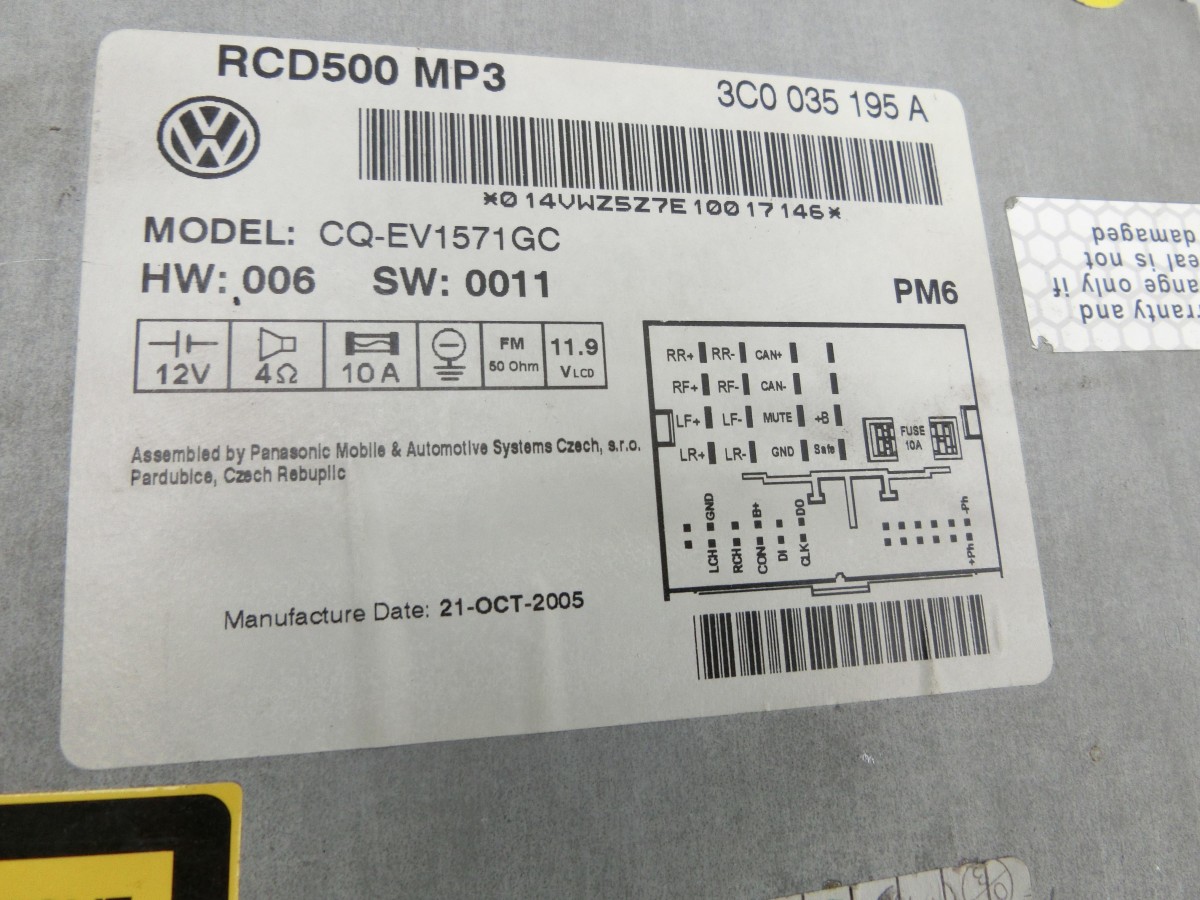 RCD500 MP3
3C0 035 195 A
*014VWZ5Z7E10017146*
MODEL: CQ-EV1571GC
HW: 006 SW: 0011
PM6
12V 4Ω 10A FM 50 Ohm 11.9 VLCD
Assembled by Panasonic Mobile & Automotive Systems Czech, s.r.o.
Pardubice, Czech Rebuplic
Manufacture Date: 21-OCT-2005
RR+ RR- CAN+
RF+ RF- CAN-
LF+ LF- MUTE +B
LR+ LR- GND Safe
FUSE
10A
GND B+ DO -Ph
LCH RCH CON DI CLK +Ph
ranty and
ange only if
eal is not
damaged